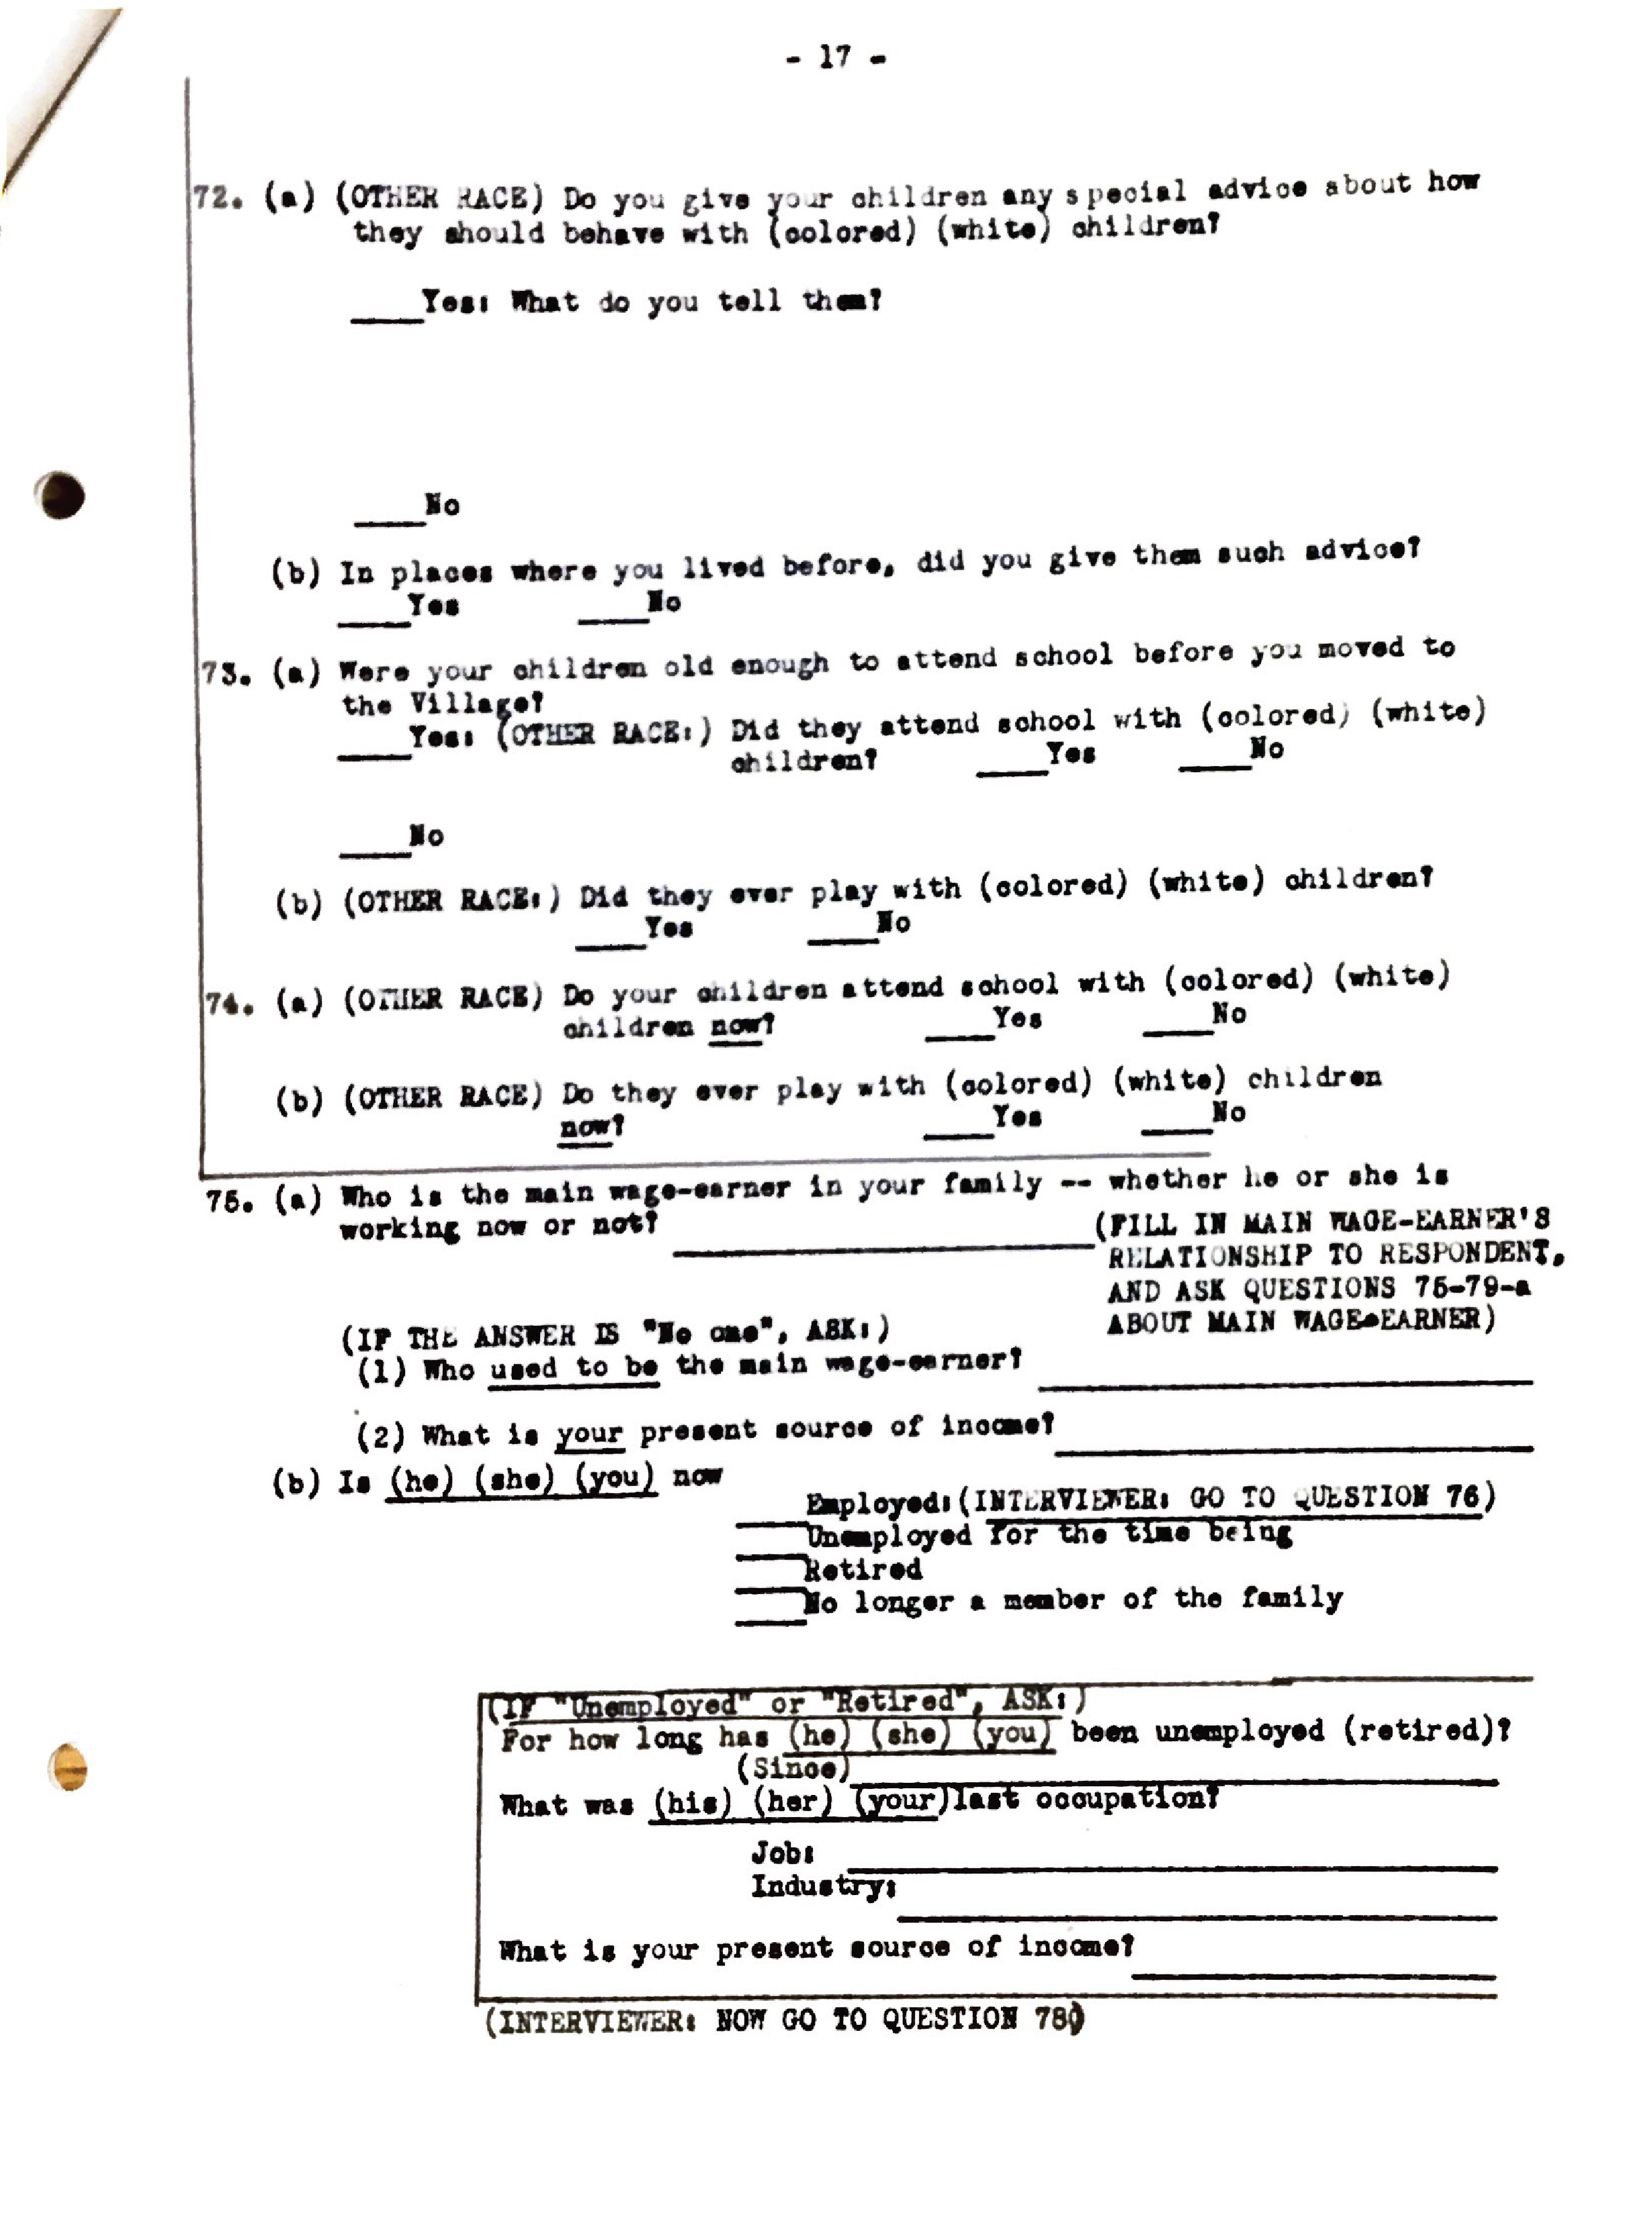 - 17 -
72. (a) (OTHER RACE) Do you give your children any special advice about how
they should behave with (colored) (white) children?
____Yes: What do you tell them?
____No
(b) In places where you lived before, did you give them such advice?
____Yes ____No
73. (a) Were your children old enough to attend school before you moved to
the Village?
____Yes: (OTHER RACE:) Did they attend school with (colored) (white)
children? ____Yes ____No
____No
(b) (OTHER RACE:) Did they ever play with (colored) (white) children?
____Yes ____No
74. (a) (OTHER RACE) Do your children attend school with (colored) (white)
children now? ____Yes ____No
(b) (OTHER RACE) Do they ever play with (colored) (white) children
now? ____Yes ____No
75. (a) Who is the main wage-earner in your family -- whether he or she is
working now or not? ____________ (FILL IN MAIN WAGE-EARNER'S
RELATIONSHIP TO RESPONDENT,
AND ASK QUESTIONS 75-79-a
ABOUT MAIN WAGE-EARNER)
(IF THE ANSWER IS "No one", ASK:)
(1) Who used to be the main wage-earner? ____________
(2) What is your present source of income? ____________
(b) Is (he) (she) (you) now
____Employed: (INTERVIEWER: GO TO QUESTION 76)
____Unemployed for the time being
____Retired
____No longer a member of the family
(IF "Unemployed" or "Retired", ASK:)
For how long has (he) (she) (you) been unemployed (retired)?
(Since) ____________
What was (his) (her) (your) last occupation?
Job: ____________
Industry: ____________
What is your present source of income? ____________
(INTERVIEWER: NOW GO TO QUESTION 78)